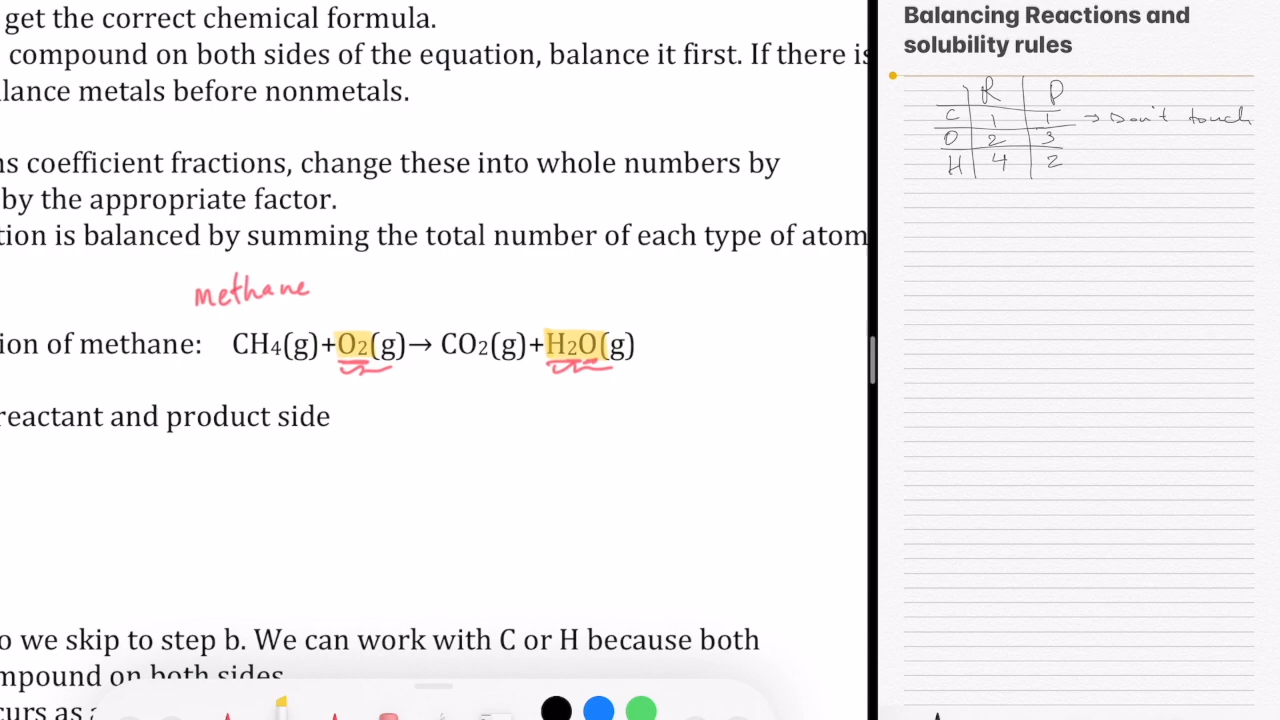 get the correct chemical formula.
compound on both sides of the equation, balance it first. If there is
lance metals before nonmetals.
ns coefficient fractions, change these into whole numbers by
by the appropriate factor.
tion is balanced by summing the total number of each type of atom
methane
ion of methane: CH4(g)+O2(g)→ CO2(g)+H2O(g)
reactant and product side
o we skip to step b. We can work with C or H because both
mpound on both sides
curs as
Balancing Reactions and
solubility rules
R P
C 1 1 → Don't touch
O 2 3
H 4 2